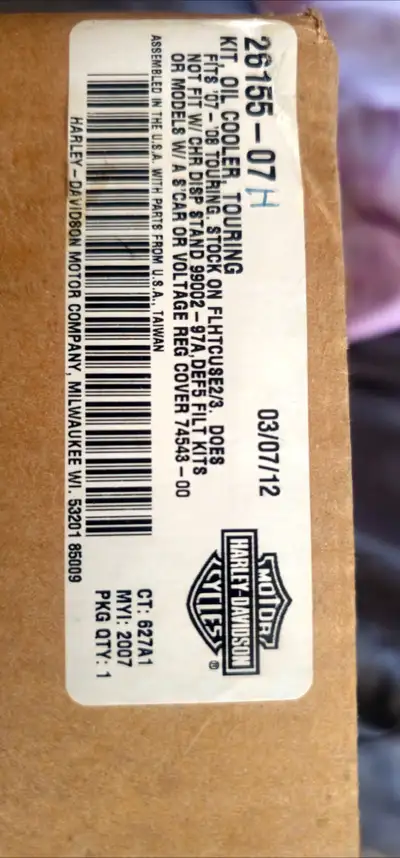 26155-07H
03/07/12
KIT, OIL COOLER, TOURING
FITS '07 - '08 TOURING. STOCK ON FLHTCUSE2/3. DOES
NOT FIT W/ CHR DISP STAND 99002-97A, DEF5 FILT KITS
OR MODELS W/ A S'CAR OR VOLTAGE REG COVER 74543-00
ASSEMBLED IN THE U.S.A. WITH PARTS FROM U.S.A., TAIWAN
HARLEY-DAVIDSON MOTOR COMPANY, MILWAUKEE WI. 53201 85009
MOTOR
HARLEY-DAVIDSON
CYCLES
®
CT: 627A1
MYI: 2007
PKG QTY: 1